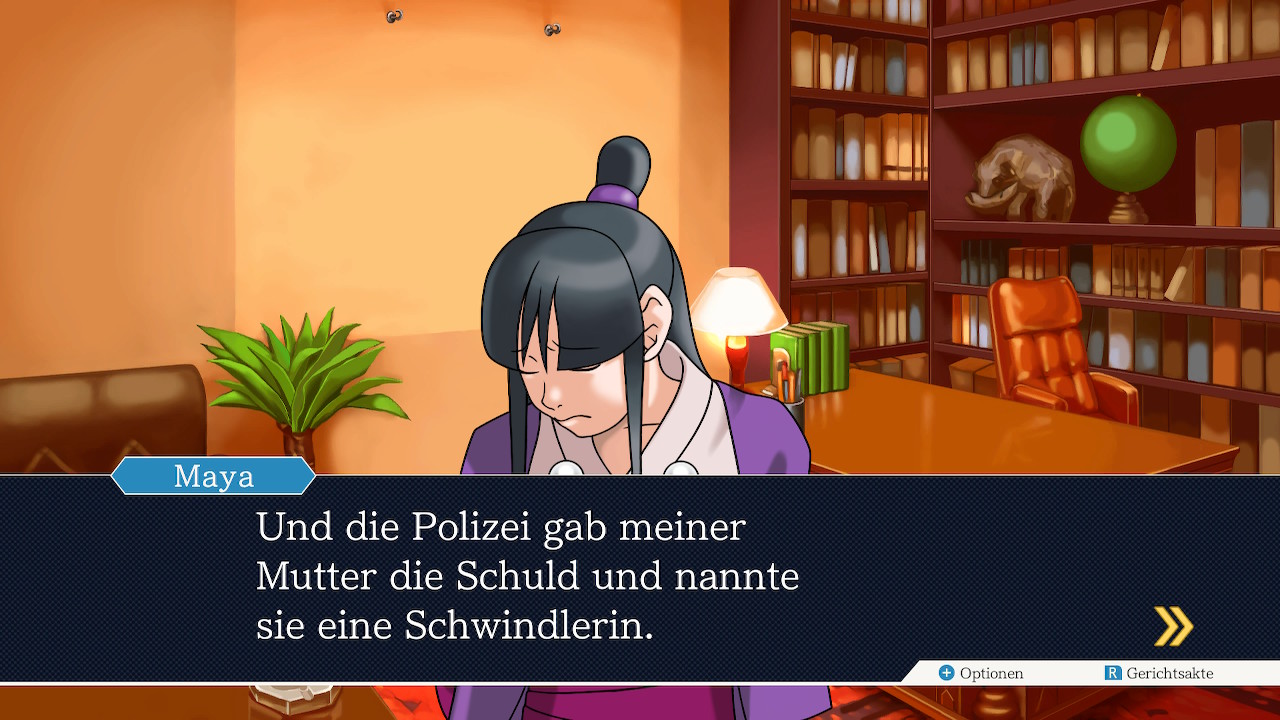 Maya
Und die Polizei gab meiner
Mutter die Schuld und nannte
sie eine Schwindlerin.
+ Optionen
R Gerichtsakte